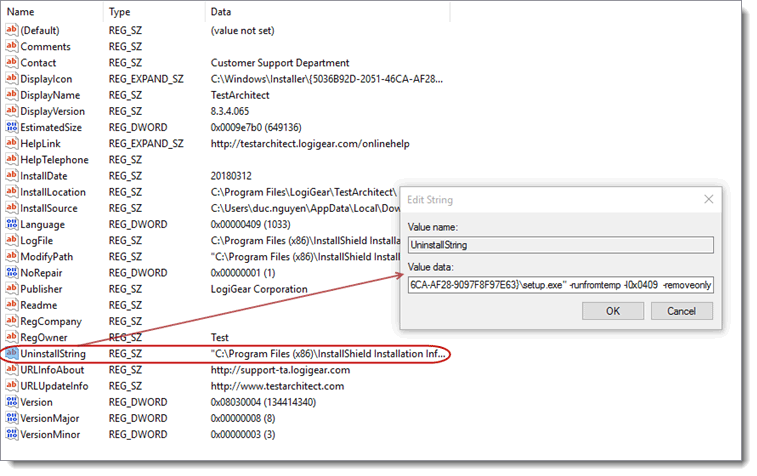 Name Type Data
(Default) REG_SZ (value not set)
Comments REG_SZ
Contact REG_SZ Customer Support Department
DisplayIcon REG_EXPAND_SZ C:\Windows\Installer\{5036B92D-2051-46CA-AF28...
DisplayName REG_SZ TestArchitect
DisplayVersion REG_SZ 8.3.4.065
EstimatedSize REG_DWORD 0x0009e7b0 (649136)
HelpLink REG_EXPAND_SZ http://testarchitect.logigear.com/onlinehelp
HelpTelephone REG_SZ
InstallDate REG_SZ 20180312
InstallLocation REG_SZ C:\Program Files\LogiGear\TestArchitect\
InstallSource REG_SZ C:\Users\duc.nguyen\AppData\Local\Dow
Language REG_DWORD 0x00000409 (1033)
LogFile REG_SZ C:\Program Files (x86)\InstallShield Installa
ModifyPath REG_SZ "C:\Program Files (x86)\InstallShield Install
NoRepair REG_DWORD 0x00000001 (1)
Publisher REG_SZ LogiGear Corporation
Readme REG_SZ
RegCompany REG_SZ
RegOwner REG_SZ Test
UninstallString REG_SZ "C:\Program Files (x86)\InstallShield Installation Inf...
URLInfoAbout REG_SZ http://support-ta.logigear.com
URLUpdateInfo REG_SZ http://www.testarchitect.com
Version REG_DWORD 0x08030004 (134414340)
VersionMajor REG_DWORD 0x00000008 (8)
VersionMinor REG_DWORD 0x00000003 (3)
Edit String
Value name:
UninstallString
Value data:
6CA-AF28-9097F8F97E63}\setup.exe" -runfromtemp -l0x0409 -removeonly
OK Cancel